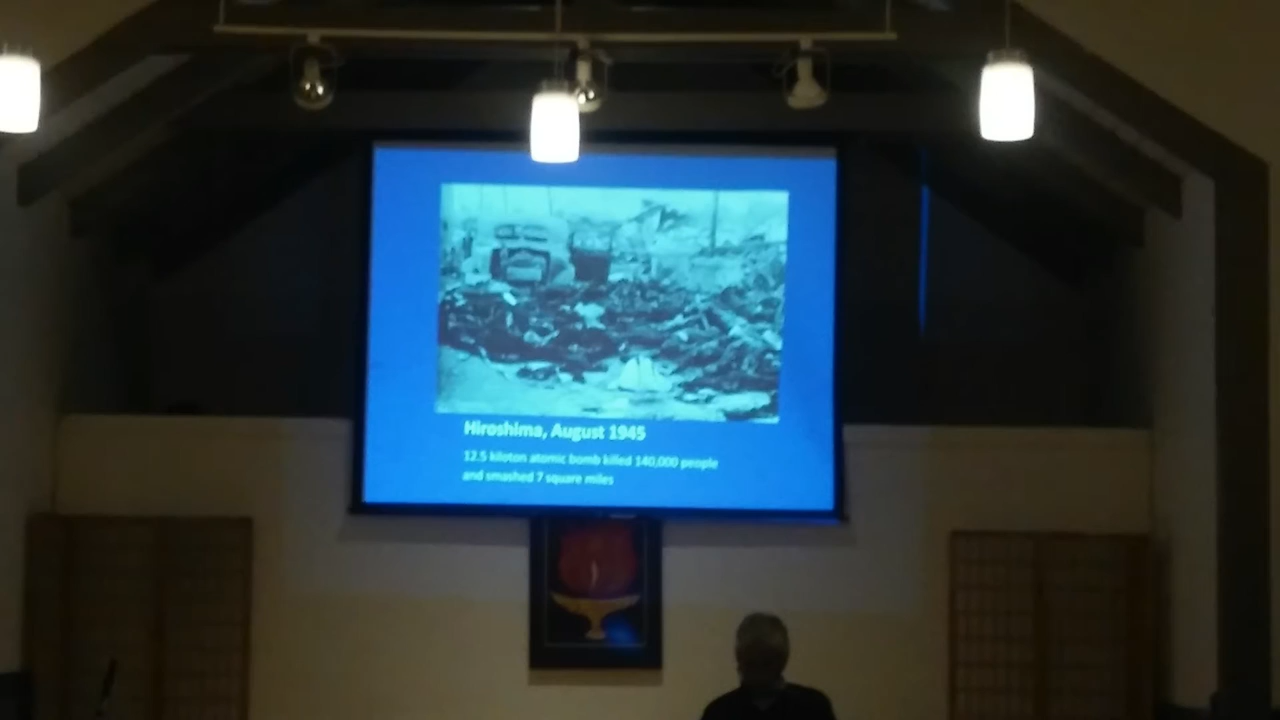 Hiroshima, August 1945
12.5 kiloton atomic bomb killed 140,000 people
and smashed 7 square miles